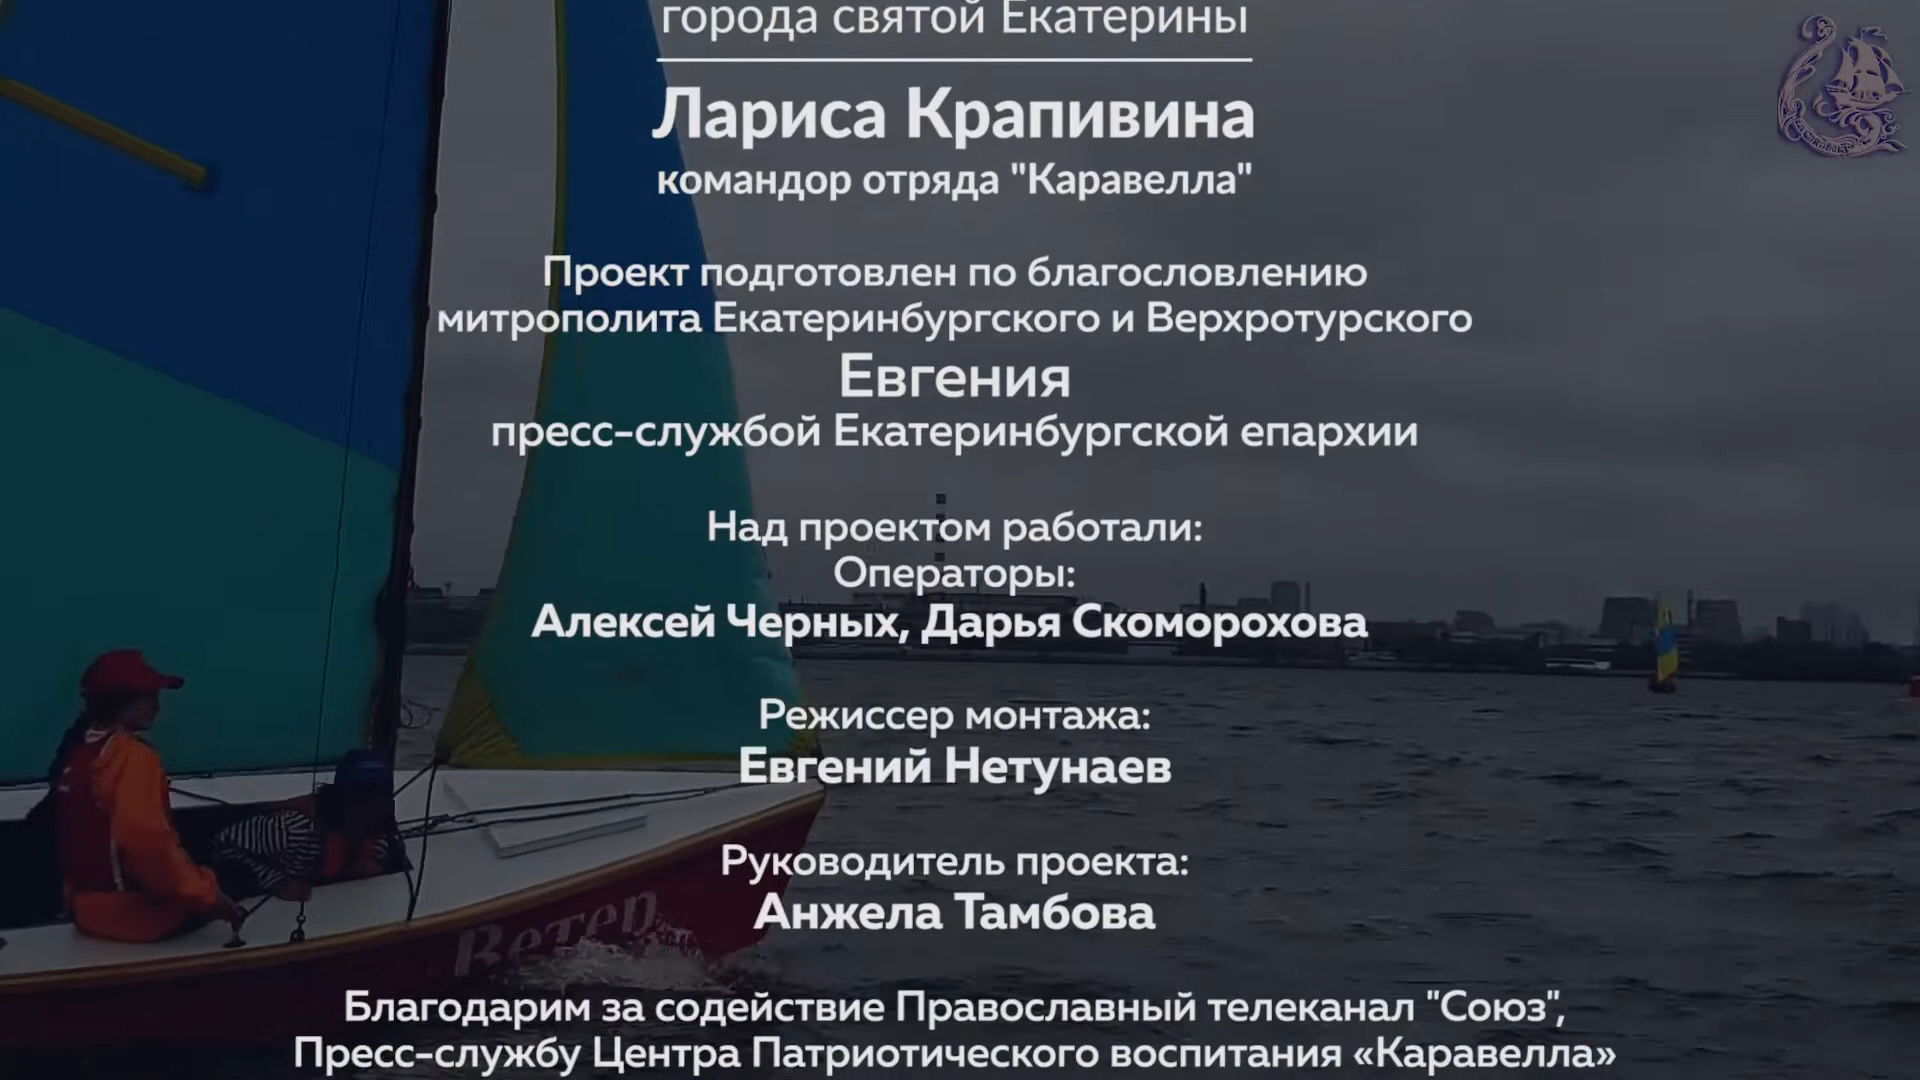 города святой Екатерины
Лариса Крапивина
командор отряда "Каравелла"
Проект подготовлен по благословлению
митрополита Екатеринбургского и Верхротурского
Евгения
пресс-службой Екатеринбургской епархии
Над проектом работали:
Операторы:
Алексей Черных, Дарья Скоморохова
Режиссер монтажа:
Евгений Нетунаев
Руководитель проекта:
Анжела Тамбова
Ветер
Благодарим за содействие Православный телеканал "Союз",
Пресс-службу Центра Патриотического воспитания «Каравелла»